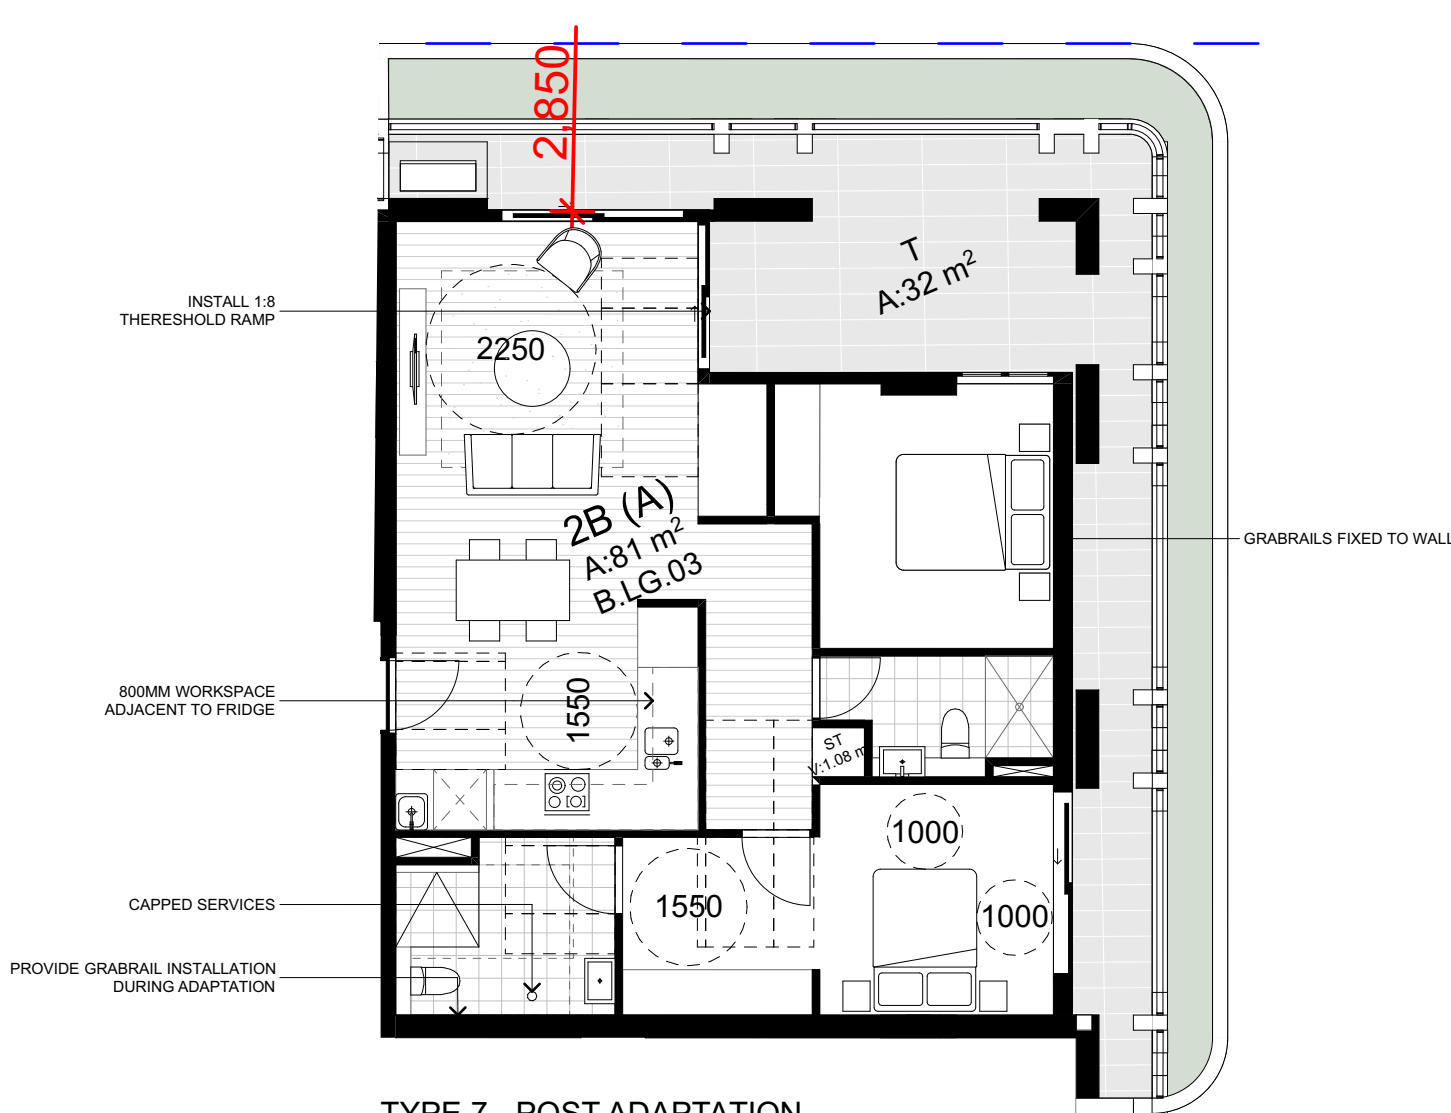 2,850
T
A:32 m²
INSTALL 1:8
THERESHOLD RAMP
2250
2B (A)
A:81 m²
B.LG.03
GRABRAILS FIXED TO WALL
800MM WORKSPACE
ADJACENT TO FRIDGE
1550
ST
V:1.08 m
1000
CAPPED SERVICES
1550
1000
PROVIDE GRABRAIL INSTALLATION
DURING ADAPTATION
TYPE 7 - POST ADAPTATION